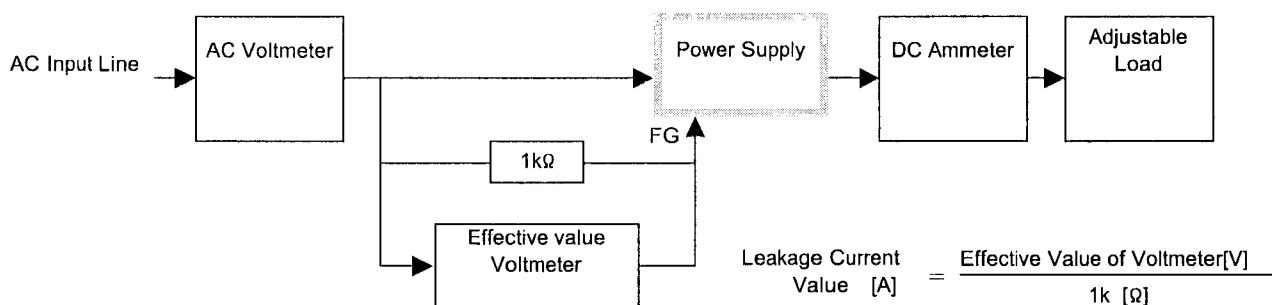 AC Input Line
AC Voltmeter
Power Supply
DC Ammeter
Adjustable
Load
FG
1kΩ
Effective value
Voltmeter
Leakage Current
Value [A]
= Effective Value of Voltmeter[V]
1k [Ω]